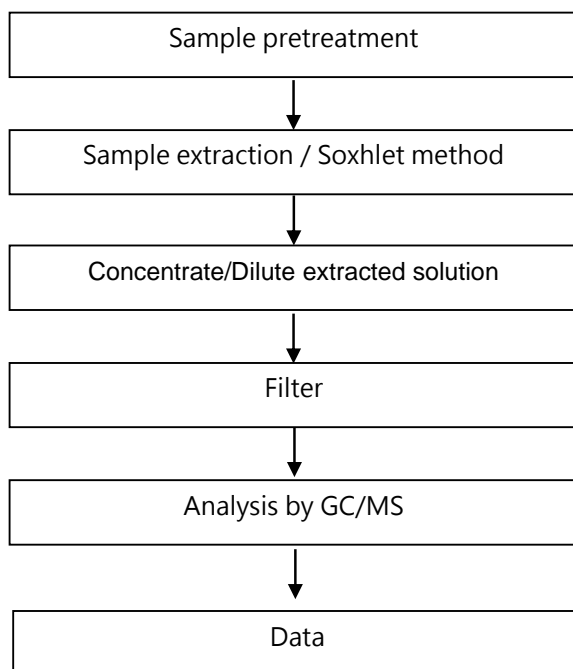 Sample pretreatment
Sample extraction / Soxhlet method
Concentrate/Dilute extracted solution
Filter
Analysis by GC/MS
Data